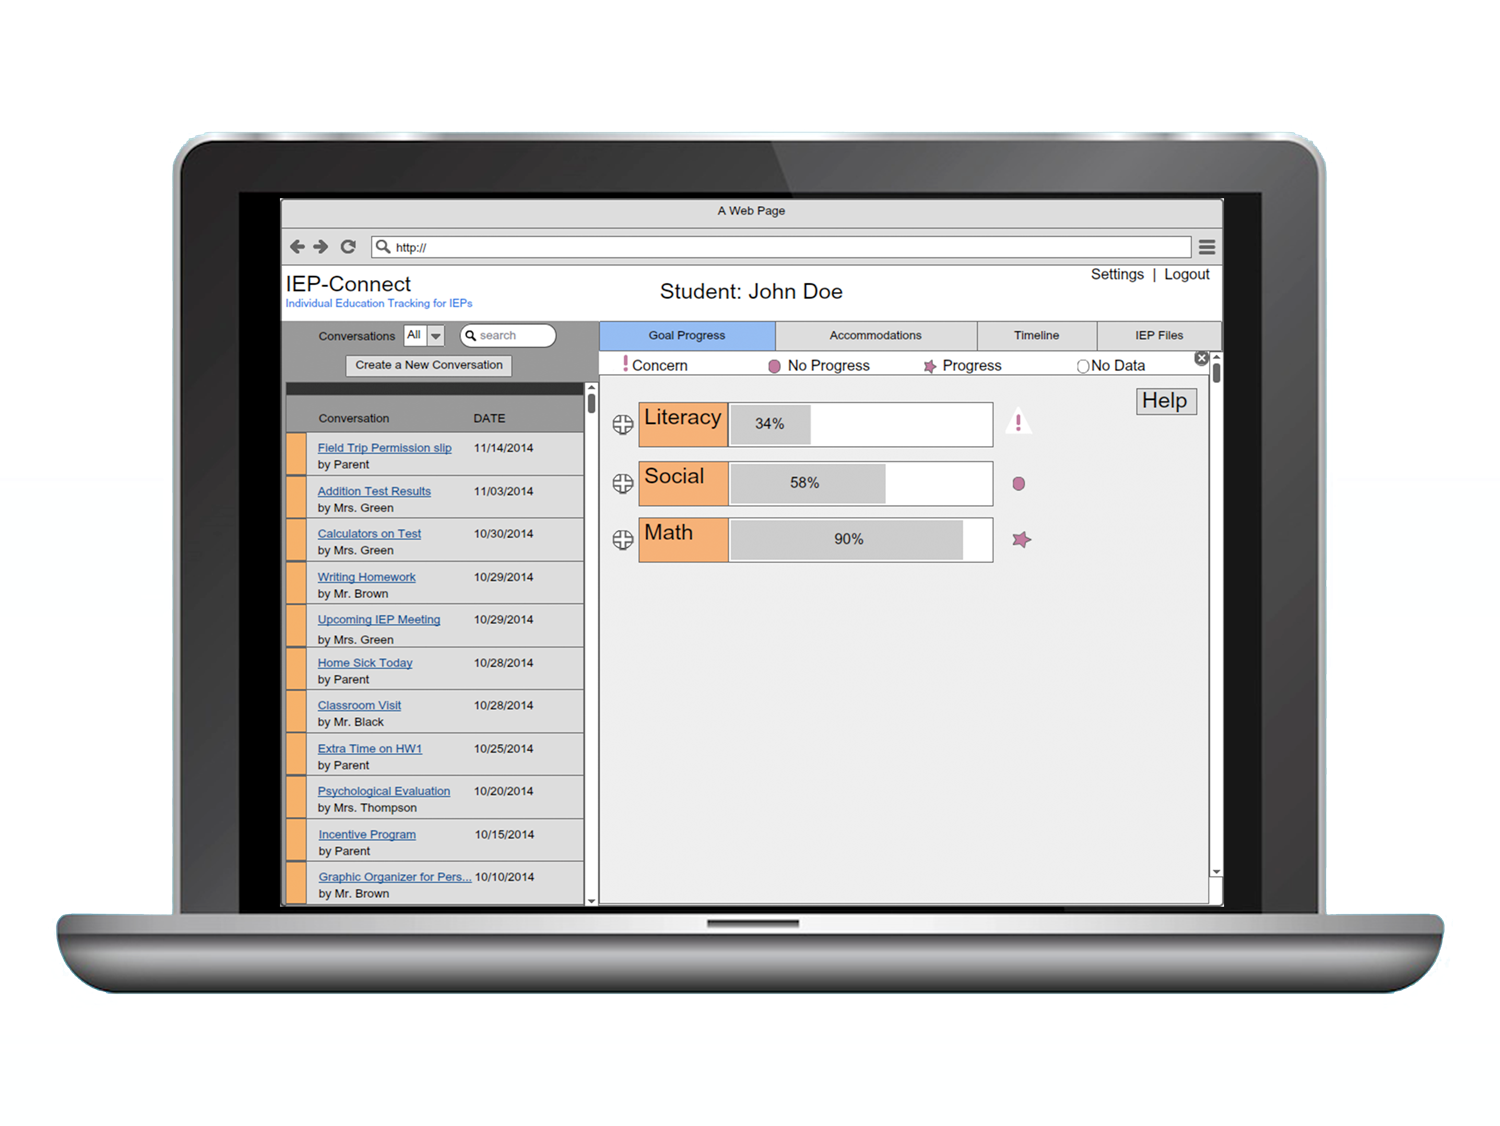 A Web Page
http://
IEP-Connect
Individual Education Tracking for IEPs
Student: John Doe
Settings | Logout
Conversations All search
Create a New Conversation
Conversation DATE
Field Trip Permission slip 11/14/2014
by Parent
Addition Test Results 11/03/2014
by Mrs. Green
Calculators on Test 10/30/2014
by Mrs. Green
Writing Homework 10/29/2014
by Mr. Brown
Upcoming IEP Meeting 10/29/2014
by Mrs. Green
Home Sick Today 10/28/2014
by Parent
Classroom Visit 10/28/2014
by Mr. Black
Extra Time on HW1 10/25/2014
by Parent
Psychological Evaluation 10/20/2014
by Mrs. Thompson
Incentive Program 10/15/2014
by Parent
Graphic Organizer for Pers... 10/10/2014
by Mr. Brown
Goal Progress Accommodations Timeline IEP Files
! Concern No Progress Progress No Data
Help
Literacy 34% !
Social 58%
Math 90%